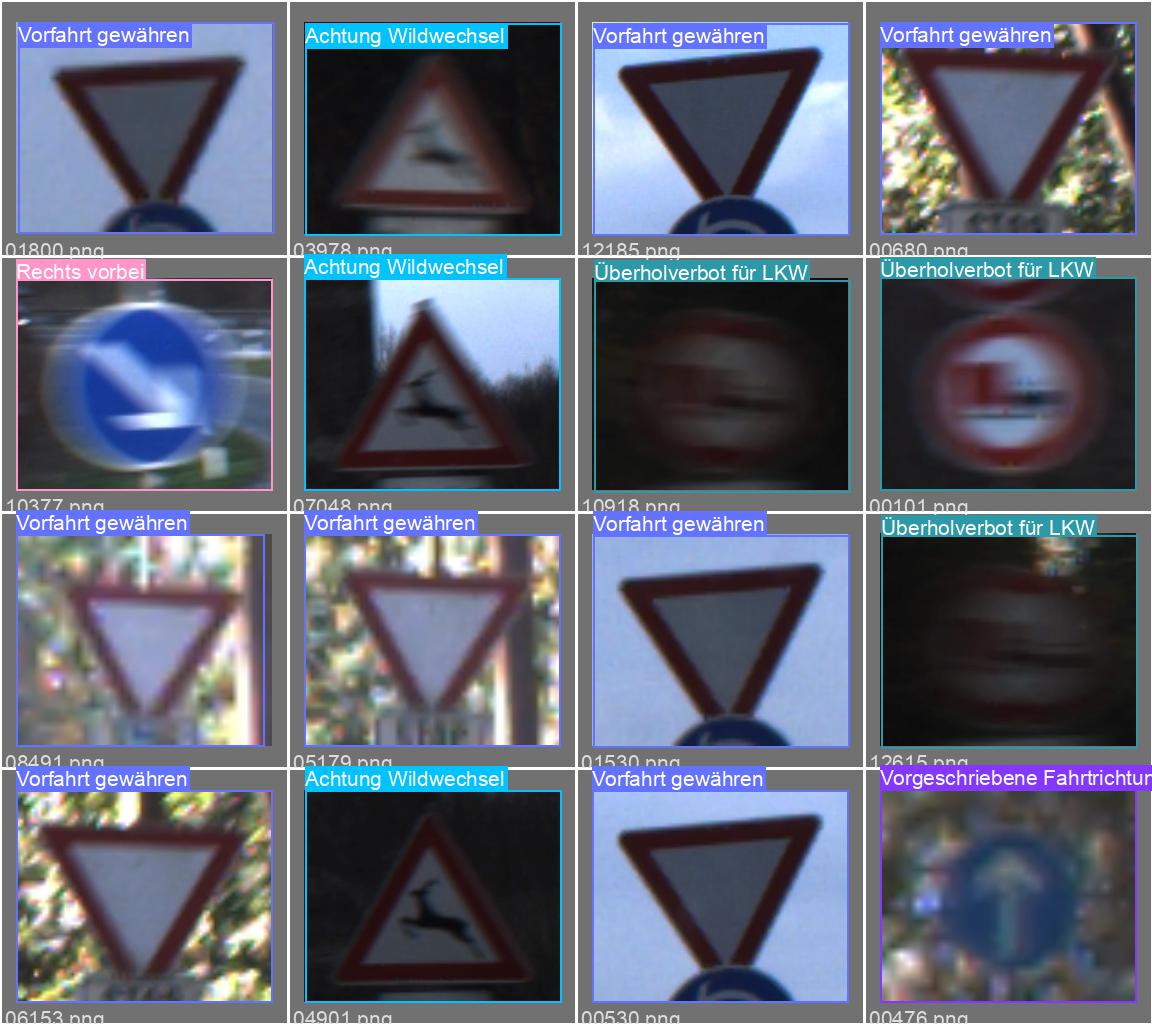 Vorfahrt gewähren
Achtung Wildwechsel
Vorfahrt gewähren
Vorfahrt gewähren
01800.png
03978.png
12185.png
00680.png
Rechts vorbei
Achtung Wildwechsel
Überholverbot für LKW
Überholverbot für LKW
10377.png
07048.png
10918.png
00101.png
Vorfahrt gewähren
Vorfahrt gewähren
Vorfahrt gewähren
Überholverbot für LKW
08491.png
05179.png
01530.png
12615.png
Vorfahrt gewähren
Achtung Wildwechsel
Vorfahrt gewähren
Vorgeschriebene Fahrtrichtun
06153.png
04901.png
00530.png
00476.png